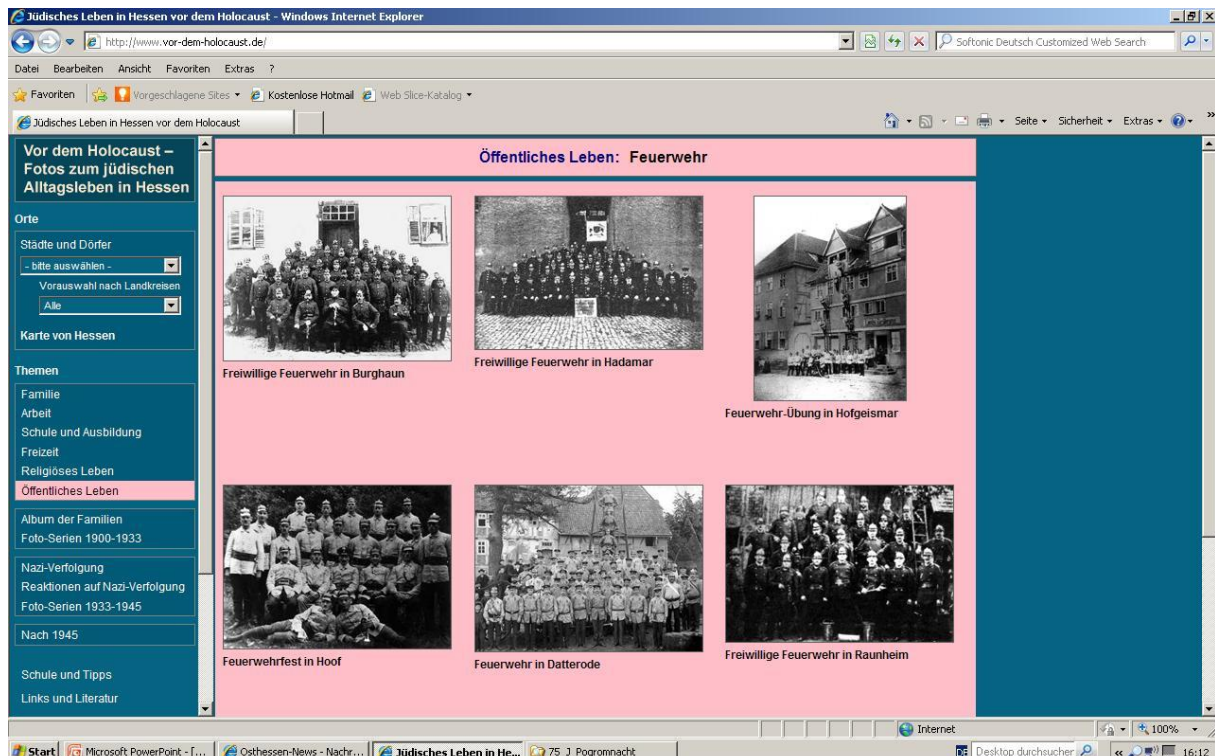 Jüdisches Leben in Hessen vor dem Holocaust - Windows Internet Explorer
http://www.vor-dem-holocaust.de/
Softonic Deutsch Customized Web Search
Datei Bearbeiten Ansicht Favoriten Extras ?
Favoriten Vorgeschlagene Sites Kostenlose Hotmail Web Slice-Katalog
Jüdisches Leben in Hessen vor dem Holocaust
Seite Sicherheit Extras »
Vor dem Holocaust –
Fotos zum jüdischen
Alltagsleben in Hessen
Orte
Städte und Dörfer
- bitte auswählen -
Vorauswahl nach Landkreisen
Alle
Karte von Hessen
Themen
Familie
Arbeit
Schule und Ausbildung
Freizeit
Religiöses Leben
Öffentliches Leben
Album der Familien
Foto-Serien 1900-1933
Nazi-Verfolgung
Reaktionen auf Nazi-Verfolgung
Foto-Serien 1933-1945
Nach 1945
Schule und Tipps
Links und Literatur
Öffentliches Leben: Feuerwehr
Freiwillige Feuerwehr in Burghaun
Freiwillige Feuerwehr in Hadamar
Feuerwehr-Übung in Hofgeismar
Feuerwehrfest in Hoof
Feuerwehr in Datterode
Freiwillige Feuerwehr in Raunheim
Internet
100%
Start
Microsoft PowerPoint - [...
Osthessen-News - Nachr...
Jüdisches Leben in He...
75_J_Pogromnacht
DE
Desktop durchsuchen
«
16:12